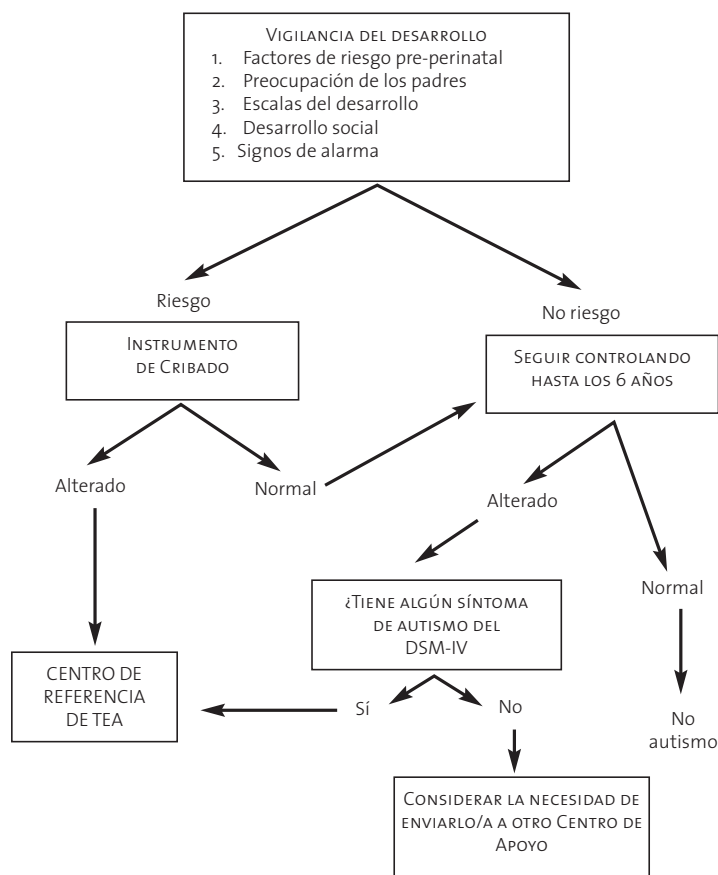 VIGILANCIA DEL DESARROLLO
1. Factores de riesgo pre-perinatal
2. Preocupación de los padres
3. Escalas del desarrollo
4. Desarrollo social
5. Signos de alarma
Riesgo
No riesgo
INSTRUMENTO
DE CRIBADO
SEGUIR CONTROLANDO
HASTA LOS 6 AÑOS
Alterado
Normal
Alterado
Normal
¿TIENE ALGÚN SÍNTOMA
DE AUTISMO DEL
DSM-IV
CENTRO DE
REFERENCIA
DE TEA
Sí
No
No
autismo
CONSIDERAR LA NECESIDAD DE
ENVIARLO/A A OTRO CENTRO DE
APOYO